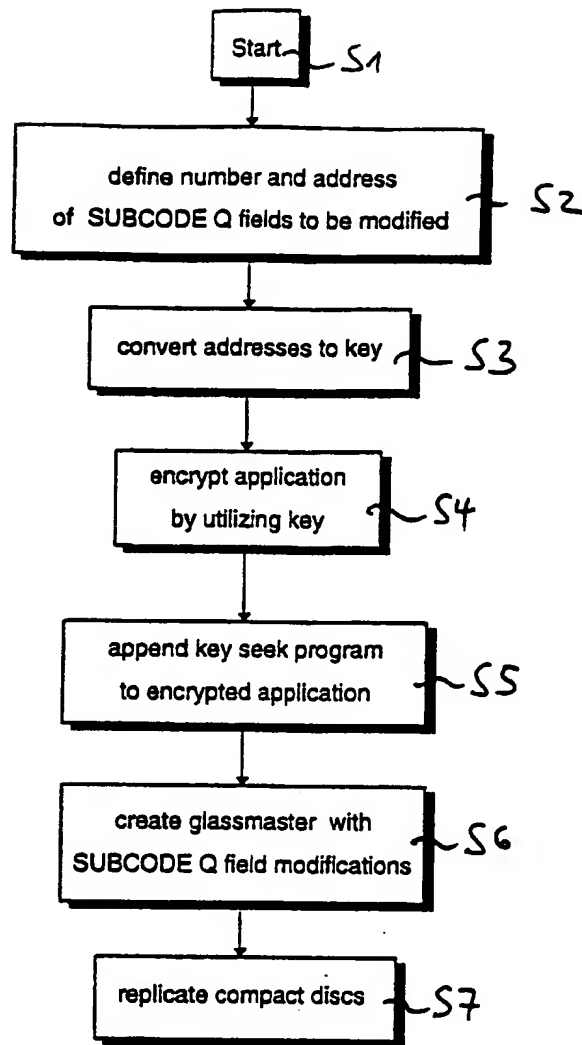 Start
S1
define number and address
of SUBCODE Q fields to be modified
S2
convert addresses to key
S3
encrypt application
by utilizing key
S4
append key seek program
to encrypted application
S5
create glassmaster with
SUBCODE Q field modifications
S6
replicate compact discs
S7